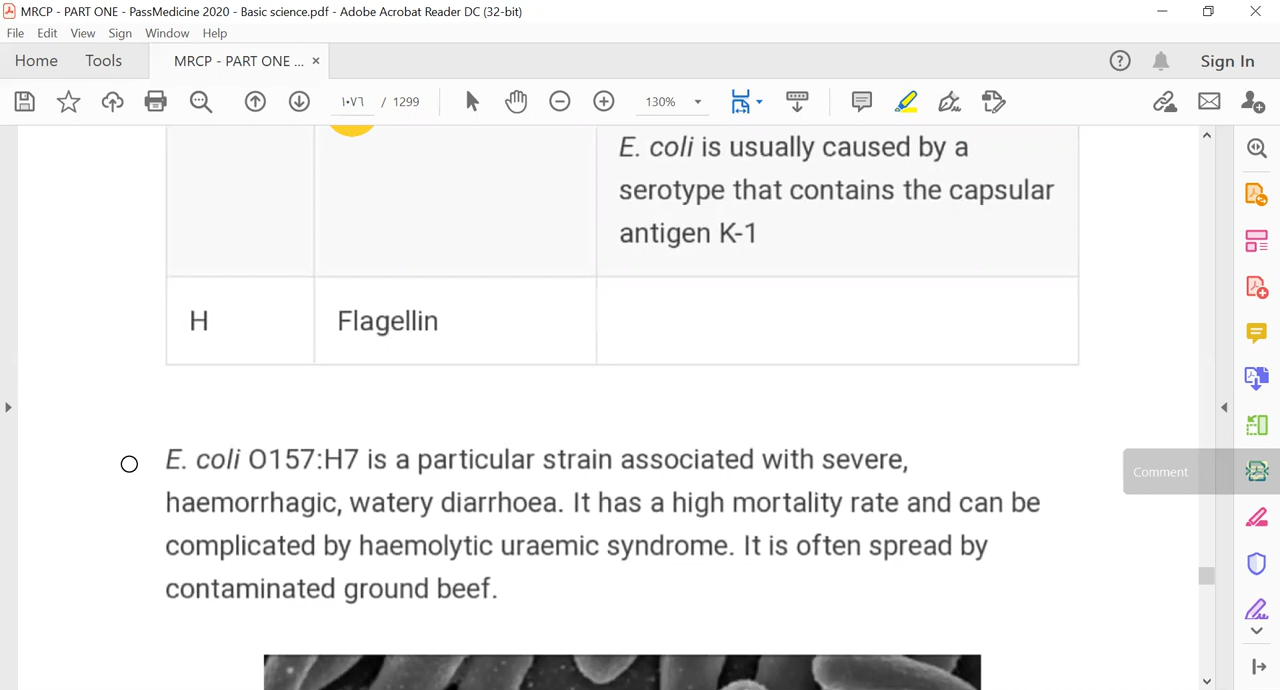 MRCP - PART ONE - PassMedicine 2020 - Basic science.pdf - Adobe Acrobat Reader DC (32-bit)
File Edit View Sign Window Help
Home Tools MRCP - PART ONE ... × Sign In
١٠٧٦ / 1299 130%
E. coli is usually caused by a
serotype that contains the capsular
antigen K-1
H Flagellin
E. coli O157:H7 is a particular strain associated with severe,
haemorrhagic, watery diarrhoea. It has a high mortality rate and can be
complicated by haemolytic uraemic syndrome. It is often spread by
contaminated ground beef.
Comment